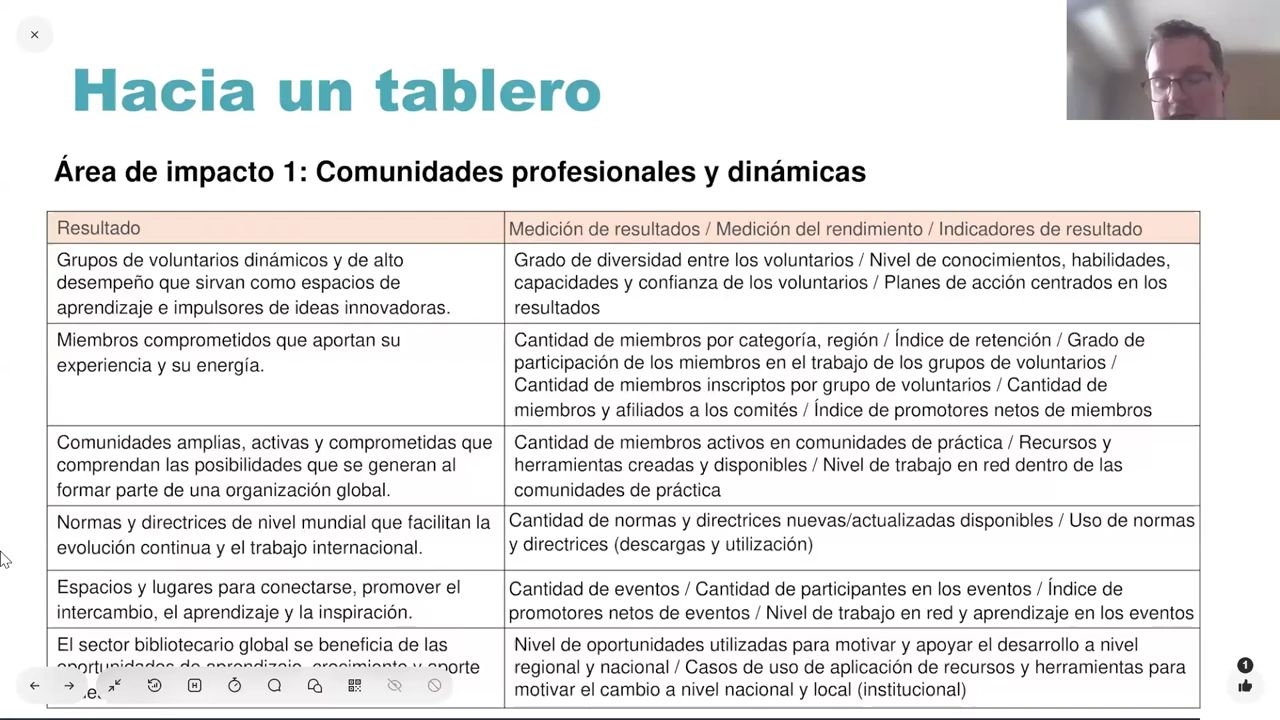 Hacia un tablero
Área de impacto 1: Comunidades profesionales y dinámicas
Resultado
Medición de resultados / Medición del rendimiento / Indicadores de resultado
Grupos de voluntarios dinámicos y de alto
desempeño que sirvan como espacios de
aprendizaje e impulsores de ideas innovadoras.
Grado de diversidad entre los voluntarios / Nivel de conocimientos, habilidades,
capacidades y confianza de los voluntarios / Planes de acción centrados en los
resultados
Miembros comprometidos que aportan su
experiencia y su energía.
Cantidad de miembros por categoría, región / Índice de retención / Grado de
participación de los miembros en el trabajo de los grupos de voluntarios /
Cantidad de miembros inscriptos por grupo de voluntarios / Cantidad de
miembros y afiliados a los comités / Índice de promotores netos de miembros
Comunidades amplias, activas y comprometidas que
comprendan las posibilidades que se generan al
formar parte de una organización global.
Cantidad de miembros activos en comunidades de práctica / Recursos y
herramientas creadas y disponibles / Nivel de trabajo en red dentro de las
comunidades de práctica
Normas y directrices de nivel mundial que facilitan la
evolución continua y el trabajo internacional.
Cantidad de normas y directrices nuevas/actualizadas disponibles / Uso de normas
y directrices (descargas y utilización)
Espacios y lugares para conectarse, promover el
intercambio, el aprendizaje y la inspiración.
Cantidad de eventos / Cantidad de participantes en los eventos / Índice de
promotores netos de eventos / Nivel de trabajo en red y aprendizaje en los eventos
El sector bibliotecario global se beneficia de las
oportunidades de aprendizaje, crecimiento y aporte
Nivel de oportunidades utilizadas para motivar y apoyar el desarrollo a nivel
regional y nacional / Casos de uso de aplicación de recursos y herramientas para
motivar el cambio a nivel nacional y local (institucional)
1